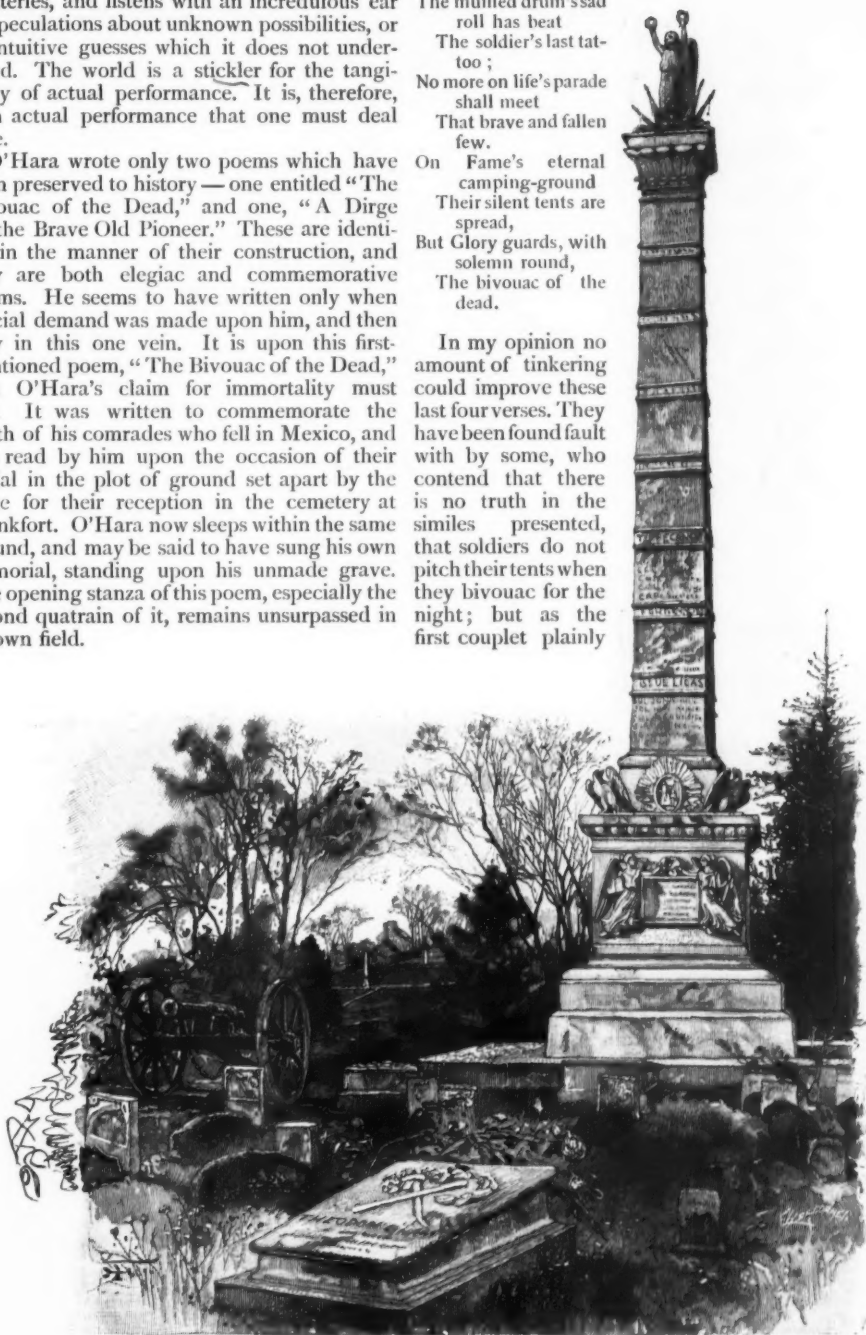 teries, and listens with an incredulous ear
peculations about unknown possibilities, or
ntuitive guesses which it does not under-
d. The world is a stickler for the tangi-
y of actual performance. It is, therefore,
actual performance that one must deal
e.
O'Hara wrote only two poems which have
n preserved to history — one entitled "The
ouac of the Dead," and one, "A Dirge
the Brave Old Pioneer." These are identi-
in the manner of their construction, and
y are both elegiac and commemorative
ms. He seems to have written only when
cial demand was made upon him, and then
y in this one vein. It is upon this first-
tioned poem, "The Bivouac of the Dead,"
O'Hara's claim for immortality must
It was written to commemorate the
th of his comrades who fell in Mexico, and
read by him upon the occasion of their
al in the plot of ground set apart by the
e for their reception in the cemetery at
nkfort. O'Hara now sleeps within the same
und, and may be said to have sung his own
morial, standing upon his unmade grave.
e opening stanza of this poem, especially the
ond quatrain of it, remains unsurpassed in
own field.
The muffled drum's sad
roll has beat
The soldier's last tat-
too ;
No more on life's parade
shall meet
That brave and fallen
few.
On Fame's eternal
camping-ground
Their silent tents are
spread,
But Glory guards, with
solemn round,
The bivouac of the
dead.
In my opinion no
amount of tinkering
could improve these
last four verses. They
have been found fault
with by some, who
contend that there
is no truth in the
similes presented,
that soldiers do not
pitch their tents when
they bivouac for the
night; but as the
first couplet plainly
BLUE LICKS
THEODORE